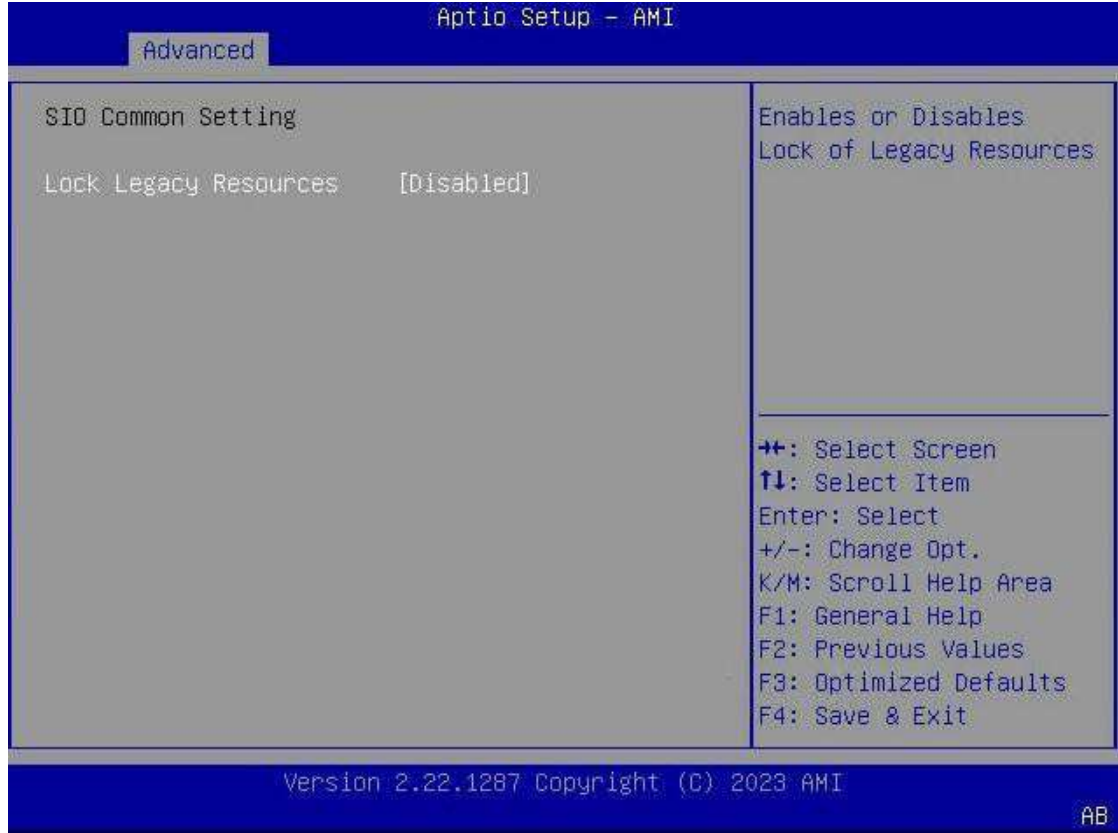 Aptio Setup – AMI
Advanced
SIO Common Setting
Lock Legacy Resources [Disabled]
Enables or Disables
Lock of Legacy Resources
→←: Select Screen
↑↓: Select Item
Enter: Select
+/-: Change Opt.
K/M: Scroll Help Area
F1: General Help
F2: Previous Values
F3: Optimized Defaults
F4: Save & Exit
Version 2.22.1287 Copyright (C) 2023 AMI
AB